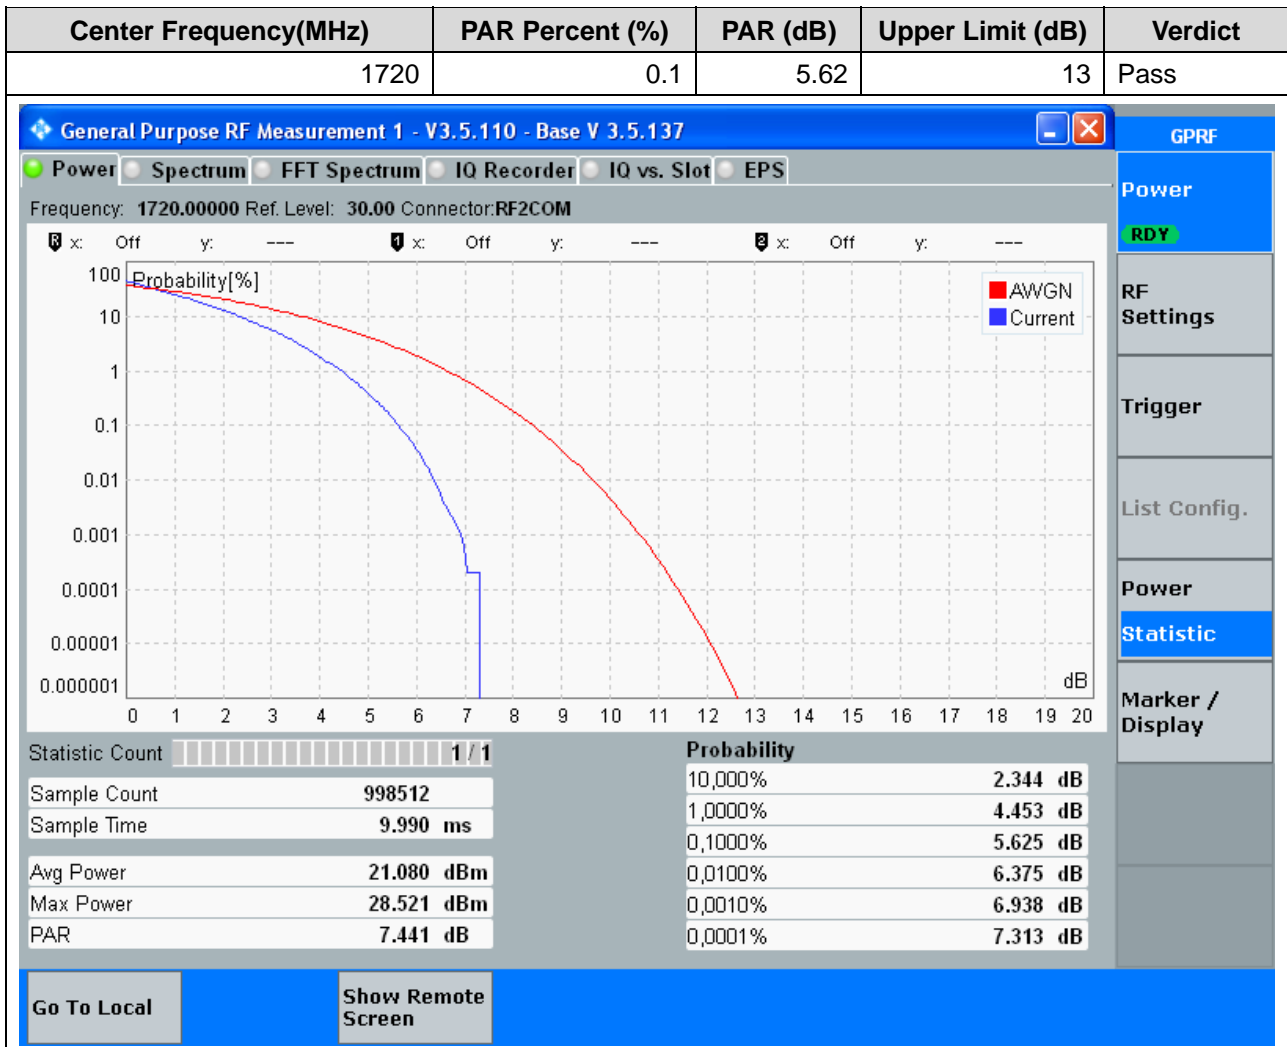 Center Frequency(MHz) PAR Percent (%) PAR (dB) Upper Limit (dB) Verdict
1720 0.1 5.62 13 Pass
General Purpose RF Measurement 1 - V3.5.110 - Base V 3.5.137
GPRF
Power Spectrum FFT Spectrum IQ Recorder IQ vs. Slot EPS
Frequency: 1720.00000 Ref. Level: 30.00 Connector:RF2COM
R x: Off y: --- 1 x: Off y: --- 2 x: Off y: ---
Power
RDY
RF
Settings
Trigger
List Config.
Power
Statistic
Marker /
Display
Probability[%]
AWGN
Current
100
10
1
0.1
0.01
0.001
0.0001
0.00001
0.000001
dB
0 1 2 3 4 5 6 7 8 9 10 11 12 13 14 15 16 17 18 19 20
Statistic Count 1 / 1
Sample Count 998512
Sample Time 9.990 ms
Avg Power 21.080 dBm
Max Power 28.521 dBm
PAR 7.441 dB
Probability
10,000% 2.344 dB
1,0000% 4.453 dB
0,1000% 5.625 dB
0,0100% 6.375 dB
0,0010% 6.938 dB
0,0001% 7.313 dB
Go To Local
Show Remote
Screen